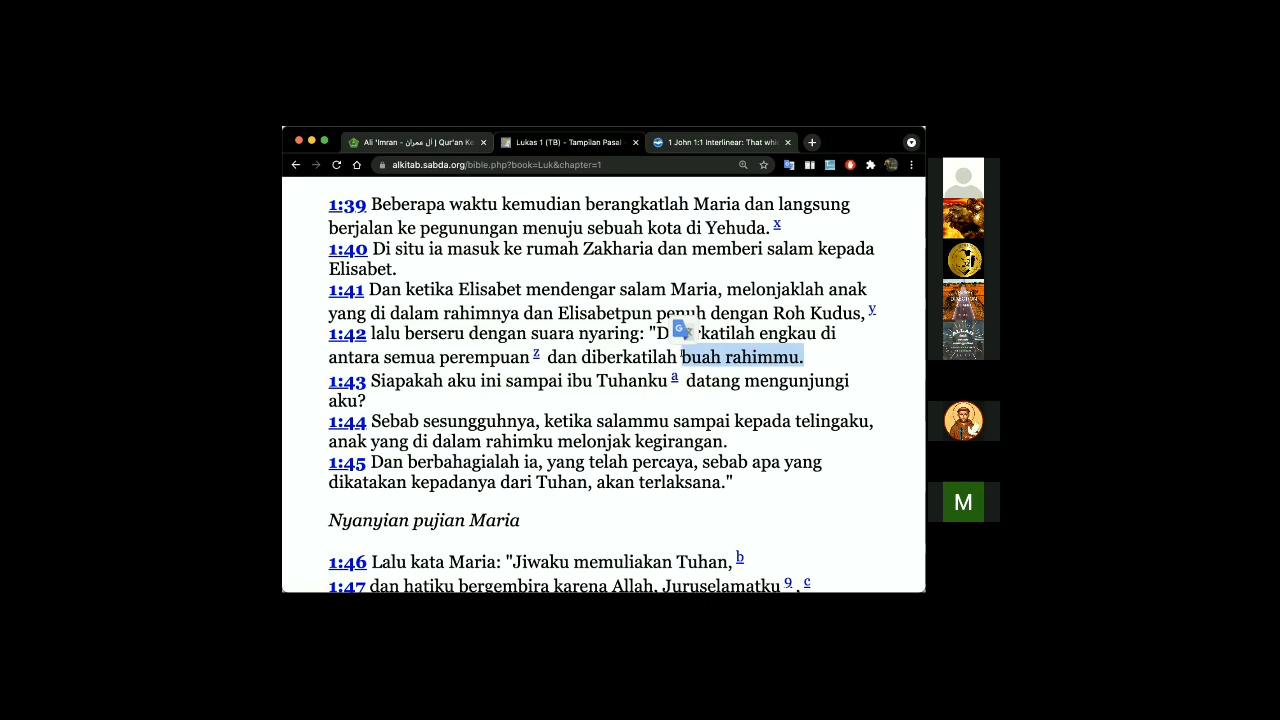 Ali 'Imran - آل عمران | Qur'an Ke
Lukas 1 (TB) - Tampilan Pasal
1 John 1:1 Interlinear: That whi
alkitab.sabda.org/bible.php?book=Luk&chapter=1
1:39 Beberapa waktu kemudian berangkatlah Maria dan langsung
berjalan ke pegunungan menuju sebuah kota di Yehuda. x
1:40 Di situ ia masuk ke rumah Zakharia dan memberi salam kepada
Elisabet.
1:41 Dan ketika Elisabet mendengar salam Maria, melonjaklah anak
yang di dalam rahimnya dan Elisabetpun penuh dengan Roh Kudus, y
1:42 lalu berseru dengan suara nyaring: "D rkatilah engkau di
antara semua perempuan z dan diberkatilah buah rahimmu.
1:43 Siapakah aku ini sampai ibu Tuhanku a datang mengunjungi
aku?
1:44 Sebab sesungguhnya, ketika salammu sampai kepada telingaku,
anak yang di dalam rahimku melonjak kegirangan.
1:45 Dan berbahagialah ia, yang telah percaya, sebab apa yang
dikatakan kepadanya dari Tuhan, akan terlaksana."
Nyanyian pujian Maria
1:46 Lalu kata Maria: "Jiwaku memuliakan Tuhan, b
1:47 dan hatiku bergembira karena Allah, Juruselamatku 9 , c
M